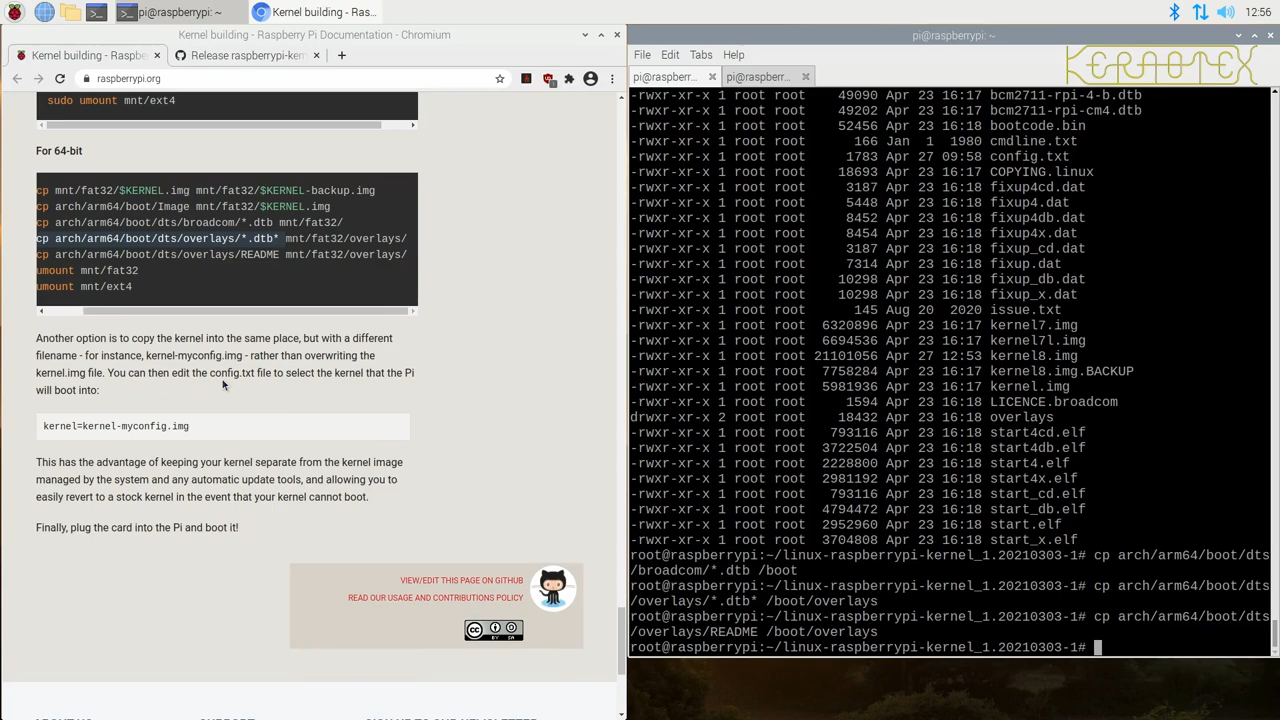 pi@raspberrypi: ~
Kernel building - Ras...
12:56
Kernel building - Raspberry Pi Documentation - Chromium
Kernel building - Raspbe
Release raspberrypi-kern
raspberrypi.org
sudo umount mnt/ext4
For 64-bit
cp mnt/fat32/$KERNEL.img mnt/fat32/$KERNEL-backup.img
cp arch/arm64/boot/Image mnt/fat32/$KERNEL.img
cp arch/arm64/boot/dts/broadcom/*.dtb mnt/fat32/
cp arch/arm64/boot/dts/overlays/*.dtb* mnt/fat32/overlays/
cp arch/arm64/boot/dts/overlays/README mnt/fat32/overlays/
umount mnt/fat32
umount mnt/ext4
Another option is to copy the kernel into the same place, but with a different
filename - for instance, kernel-myconfig.img - rather than overwriting the
kernel.img file. You can then edit the config.txt file to select the kernel that the Pi
will boot into:
kernel=kernel-myconfig.img
This has the advantage of keeping your kernel separate from the kernel image
managed by the system and any automatic update tools, and allowing you to
easily revert to a stock kernel in the event that your kernel cannot boot.
Finally, plug the card into the Pi and boot it!
VIEW/EDIT THIS PAGE ON GITHUB
READ OUR USAGE AND CONTRIBUTIONS POLICY
CC BY SA
pi@raspberrypi: ~
File Edit Tabs Help
pi@raspberr...
pi@raspberr...
-rwxr-xr-x 1 root root 49090 Apr 23 16:17 bcm2711-rpi-4-b.dtb
-rwxr-xr-x 1 root root 49202 Apr 23 16:17 bcm2711-rpi-cm4.dtb
-rwxr-xr-x 1 root root 52456 Apr 23 16:18 bootcode.bin
-rwxr-xr-x 1 root root 166 Jan 1 1980 cmdline.txt
-rwxr-xr-x 1 root root 1783 Apr 27 09:58 config.txt
-rwxr-xr-x 1 root root 18693 Apr 23 16:17 COPYING.linux
-rwxr-xr-x 1 root root 3187 Apr 23 16:18 fixup4cd.dat
-rwxr-xr-x 1 root root 5448 Apr 23 16:18 fixup4.dat
-rwxr-xr-x 1 root root 8452 Apr 23 16:18 fixup4db.dat
-rwxr-xr-x 1 root root 8454 Apr 23 16:18 fixup4x.dat
-rwxr-xr-x 1 root root 3187 Apr 23 16:18 fixup_cd.dat
-rwxr-xr-x 1 root root 7314 Apr 23 16:18 fixup.dat
-rwxr-xr-x 1 root root 10298 Apr 23 16:18 fixup_db.dat
-rwxr-xr-x 1 root root 10298 Apr 23 16:18 fixup_x.dat
-rwxr-xr-x 1 root root 145 Aug 20 2020 issue.txt
-rwxr-xr-x 1 root root 6320896 Apr 23 16:17 kernel7.img
-rwxr-xr-x 1 root root 6694536 Apr 23 16:17 kernel7l.img
-rwxr-xr-x 1 root root 21101056 Apr 27 12:53 kernel8.img
-rwxr-xr-x 1 root root 7758284 Apr 23 16:17 kernel8.img.BACKUP
-rwxr-xr-x 1 root root 5981936 Apr 23 16:17 kernel.img
-rwxr-xr-x 1 root root 1594 Apr 23 16:18 LICENCE.broadcom
drwxr-xr-x 2 root root 18432 Apr 23 16:18 overlays
-rwxr-xr-x 1 root root 793116 Apr 23 16:18 start4cd.elf
-rwxr-xr-x 1 root root 3722504 Apr 23 16:18 start4db.elf
-rwxr-xr-x 1 root root 2228800 Apr 23 16:18 start4.elf
-rwxr-xr-x 1 root root 2981192 Apr 23 16:18 start4x.elf
-rwxr-xr-x 1 root root 793116 Apr 23 16:18 start_cd.elf
-rwxr-xr-x 1 root root 4794472 Apr 23 16:18 start_db.elf
-rwxr-xr-x 1 root root 2952960 Apr 23 16:18 start.elf
-rwxr-xr-x 1 root root 3704808 Apr 23 16:18 start_x.elf
root@raspberrypi:~/linux-raspberrypi-kernel_1.20210303-1# cp arch/arm64/boot/dts
/broadcom/*.dtb /boot
root@raspberrypi:~/linux-raspberrypi-kernel_1.20210303-1# cp arch/arm64/boot/dts
/overlays/*.dtb* /boot/overlays
root@raspberrypi:~/linux-raspberrypi-kernel_1.20210303-1# cp arch/arm64/boot/dts
/overlays/README /boot/overlays
root@raspberrypi:~/linux-raspberrypi-kernel_1.20210303-1#